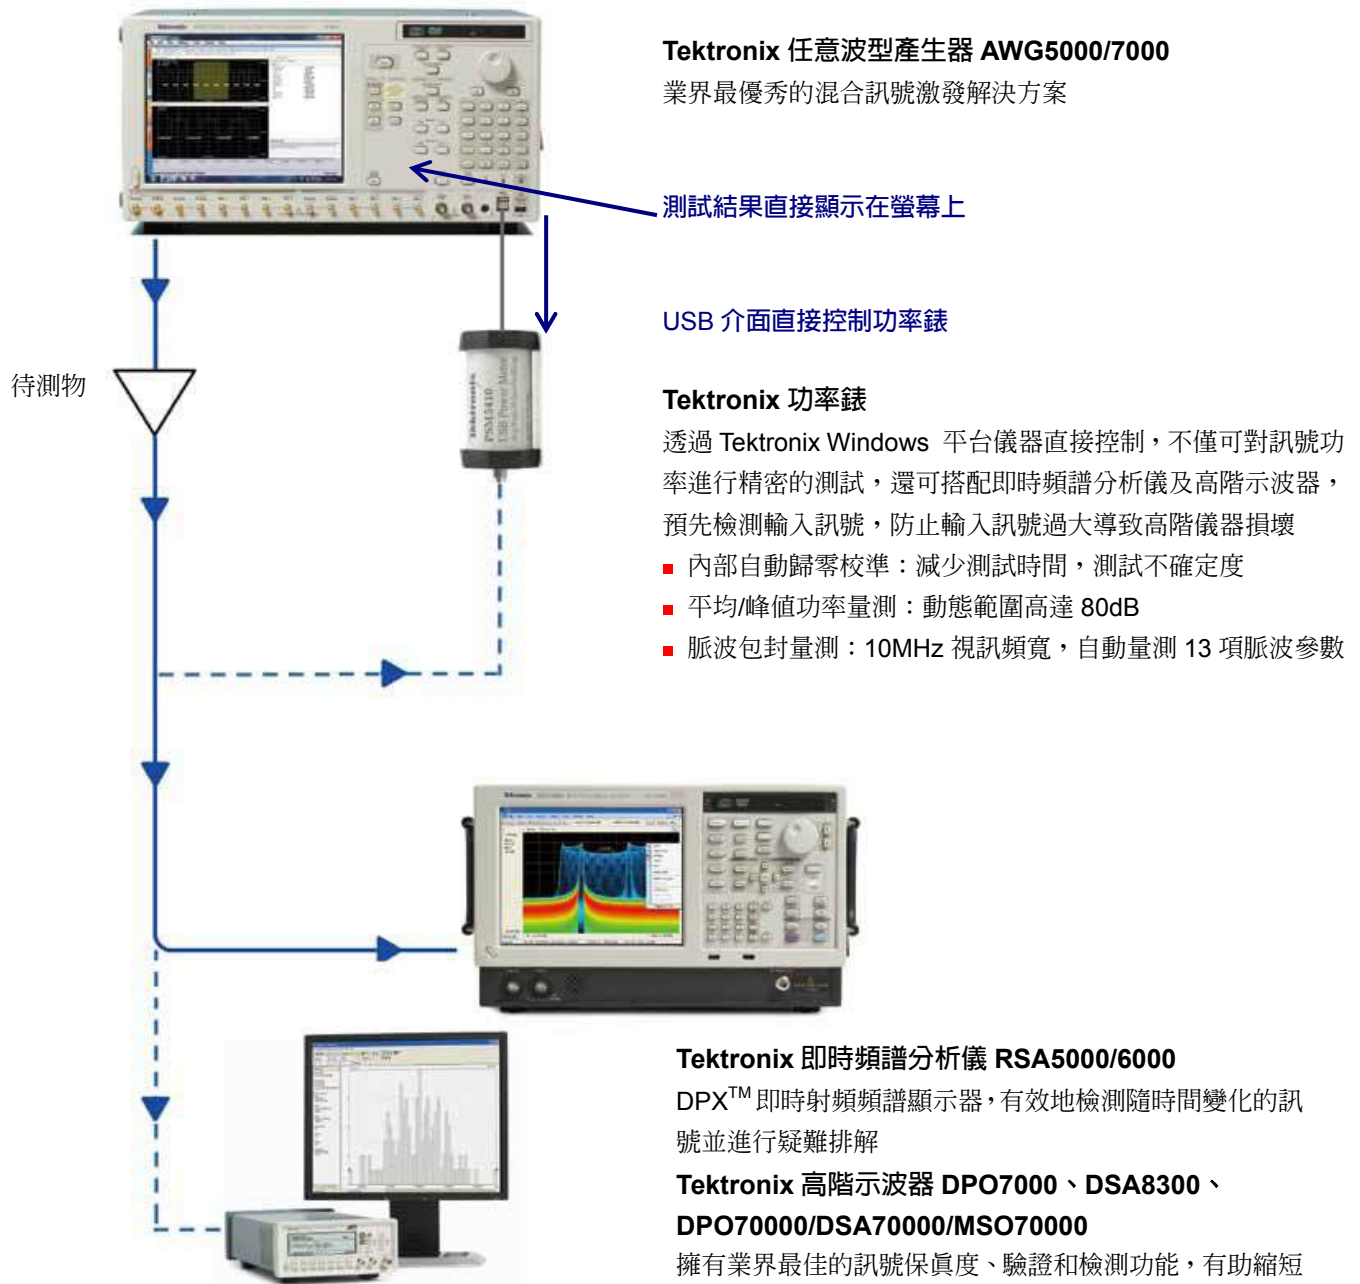 Tektronix 任意波型產生器 AWG5000/7000
業界最優秀的混合訊號激發解決方案
測試結果直接顯示在螢幕上
USB 介面直接控制功率錶
待測物
Tektronix
PSM5410
USB Power Meter
Tektronix 功率錶
透過 Tektronix Windows 平台儀器直接控制，不僅可對訊號功
率進行精密的測試，還可搭配即時頻譜分析儀及高階示波器，
預先檢測輸入訊號，防止輸入訊號過大導致高階儀器損壞
■ 內部自動歸零校準：減少測試時間，測試不確定度
■ 平均/峰值功率量測：動態範圍高達 80dB
■ 脈波包封量測：10MHz 視訊頻寬，自動量測 13 項脈波參數
Tektronix 即時頻譜分析儀 RSA5000/6000
DPX™ 即時射頻頻譜顯示器，有效地檢測隨時間變化的訊
號並進行疑難排解
Tektronix 高階示波器 DPO7000、DSA8300、
DPO70000/DSA70000/MSO70000
擁有業界最佳的訊號保真度、驗證和檢測功能，有助縮短